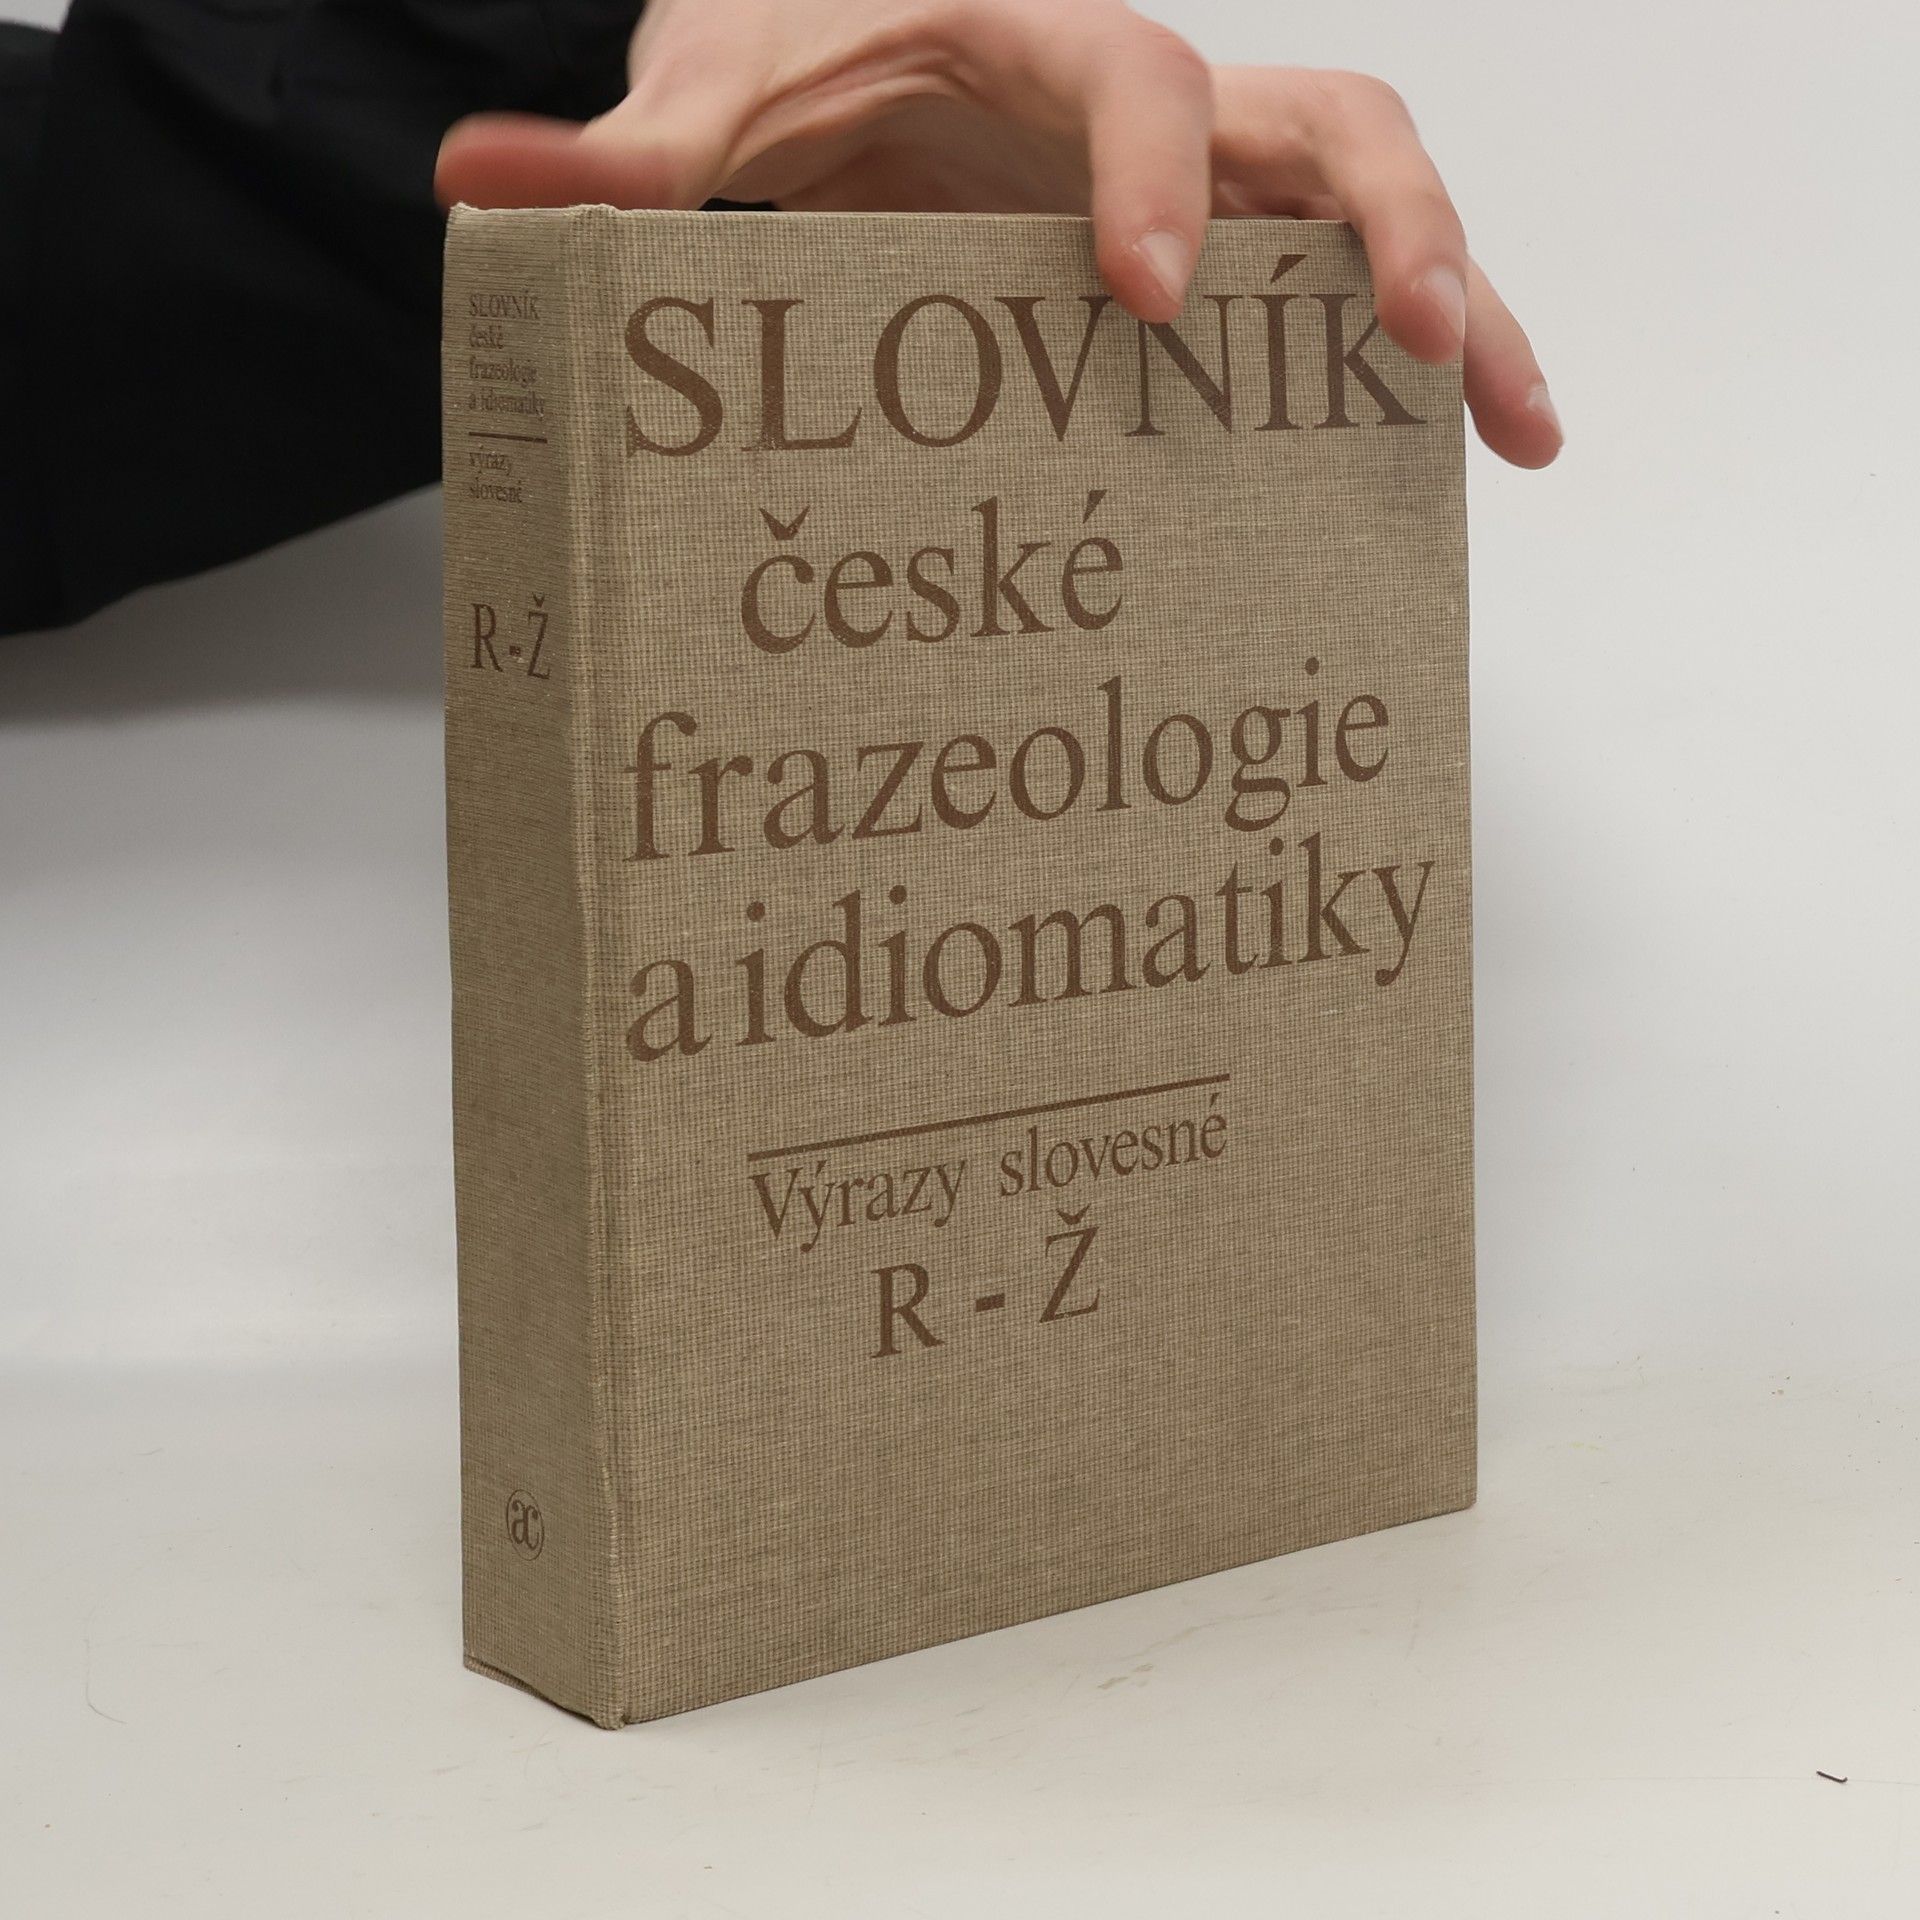 SLOVNÍK
české
frazeologie
a idiomatiky
výrazy
slovesné
R-Ž
ac
SLOVNÍK
české
frazeologie
a idiomatiky
Výrazy slovesné
R - Ž